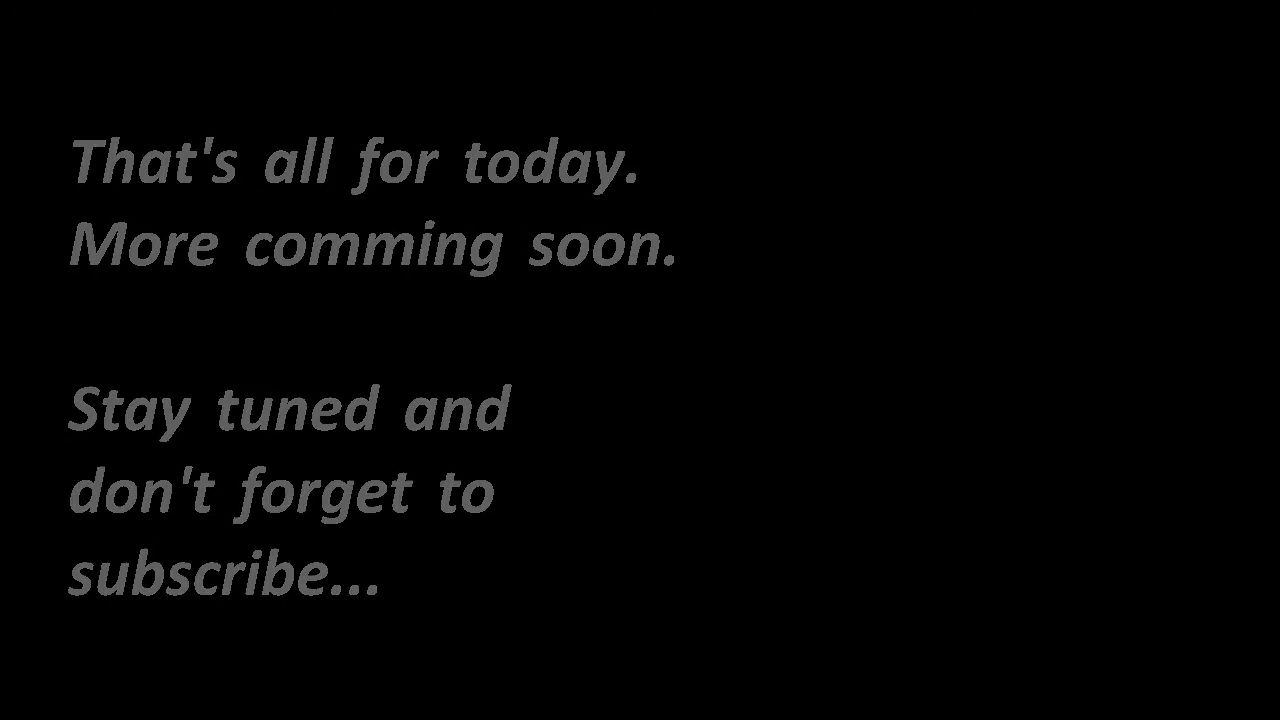 That's all for today.
More comming soon.
Stay tuned and
don't forget to
subscribe...